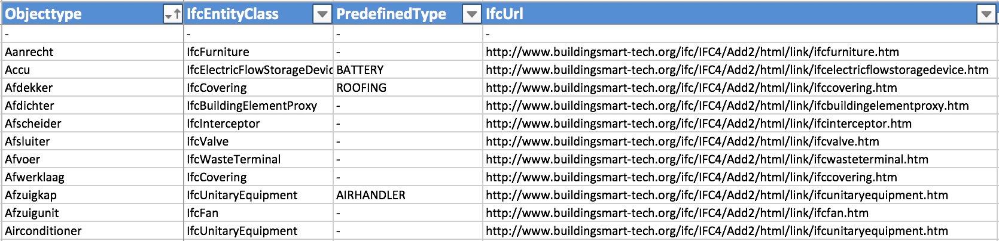 Objecttype IfcEntityClass PredefinedType IfcUrl
- - - -
Aanrecht IfcFurniture - http://www.buildingsmart-tech.org/ifc/IFC4/Add2/html/link/ifcfurniture.htm
Accu IfcElectricFlowStorageDevic BATTERY http://www.buildingsmart-tech.org/ifc/IFC4/Add2/html/link/ifcelectricflowstoragedevice.htm
Afdekker IfcCovering ROOFING http://www.buildingsmart-tech.org/ifc/IFC4/Add2/html/link/ifccovering.htm
Afdichter IfcBuildingElementProxy - http://www.buildingsmart-tech.org/ifc/IFC4/Add2/html/link/ifcbuildingelementproxy.htm
Afscheider IfcInterceptor - http://www.buildingsmart-tech.org/ifc/IFC4/Add2/html/link/ifcinterceptor.htm
Afsluiter IfcValve - http://www.buildingsmart-tech.org/ifc/IFC4/Add2/html/link/ifcvalve.htm
Afvoer IfcWasteTerminal - http://www.buildingsmart-tech.org/ifc/IFC4/Add2/html/link/ifcwasteterminal.htm
Afwerklaag IfcCovering - http://www.buildingsmart-tech.org/ifc/IFC4/Add2/html/link/ifccovering.htm
Afzuigkap IfcUnitaryEquipment AIRHANDLER http://www.buildingsmart-tech.org/ifc/IFC4/Add2/html/link/ifcunitaryequipment.htm
Afzuigunit IfcFan - http://www.buildingsmart-tech.org/ifc/IFC4/Add2/html/link/ifcfan.htm
Airconditioner IfcUnitaryEquipment - http://www.buildingsmart-tech.org/ifc/IFC4/Add2/html/link/ifcunitaryequipment.htm